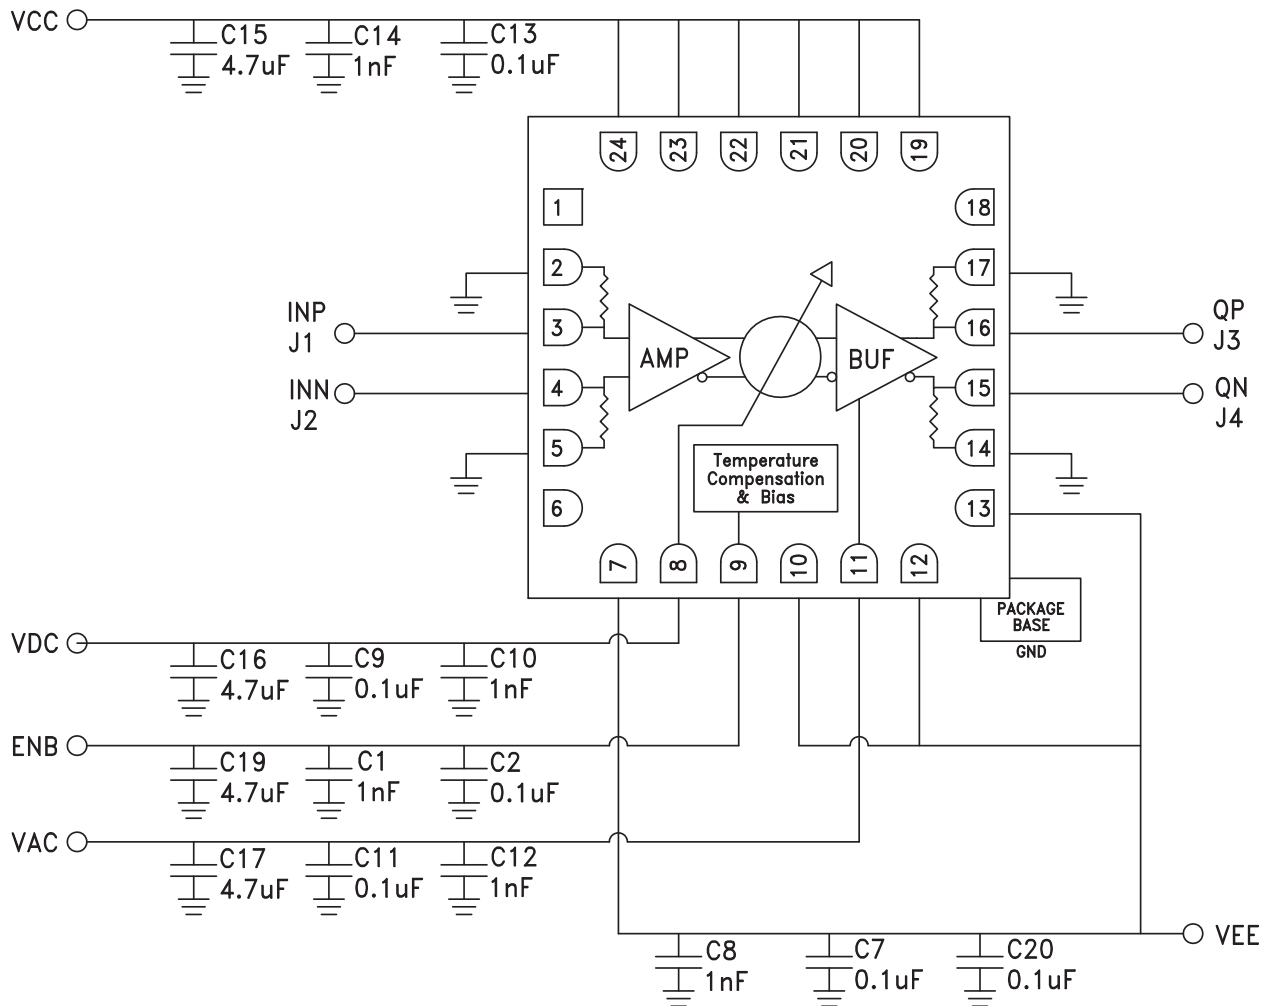 VCC
C15
4.7uF
C14
1nF
C13
0.1uF
24
23
22
21
20
19
1
18
2
17
INP
J1
3
16
QP
J3
AMP
BUF
INN
J2
4
15
QN
J4
5
14
Temperature
Compensation
& Bias
6
13
7
8
9
10
11
12
PACKAGE
BASE
GND
VDC
C16
4.7uF
C9
0.1uF
C10
1nF
ENB
C19
4.7uF
C1
1nF
C2
0.1uF
VAC
C17
4.7uF
C11
0.1uF
C12
1nF
C8
1nF
C7
0.1uF
C20
0.1uF
VEE